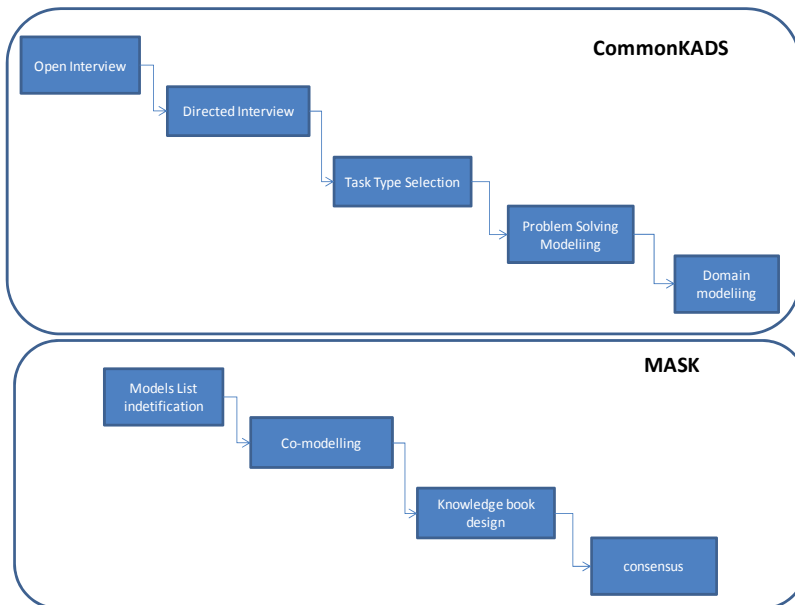 CommonKADS
Open Interview
Directed Interview
Task Type Selection
Problem Solving
Modeliing
Domain
modeliing
MASK
Models List
indetification
Co-modelling
Knowledge book
design
consensus